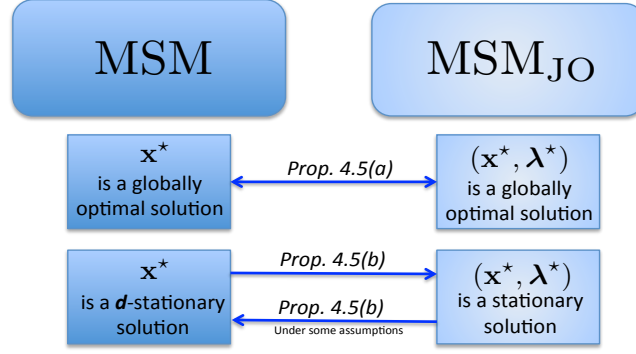 MSM
MSM_JO
x*
is a globally
optimal solution
Prop. 4.5(a)
(x*, λ*)
is a globally
optimal solution
x*
is a d-stationary
solution
Prop. 4.5(b)
Prop. 4.5(b)
Under some assumptions
(x*, λ*)
is a stationary
solution